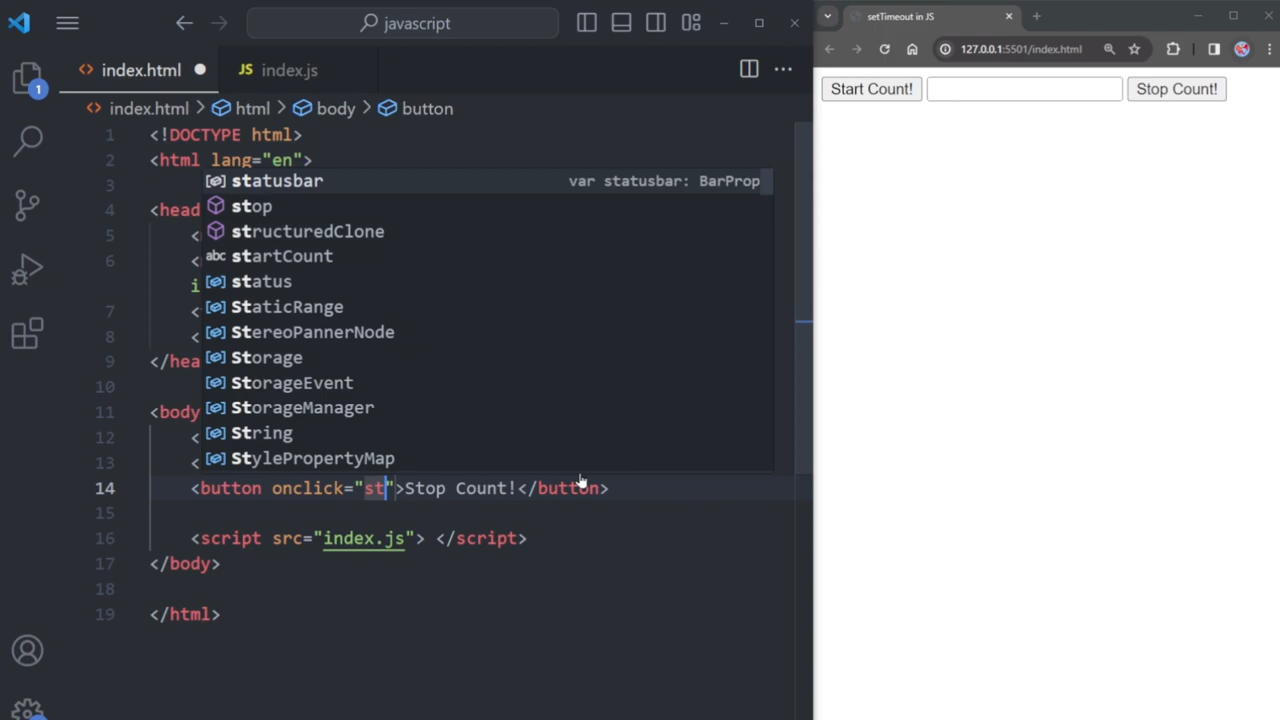 javascript
index.html
JS index.js
index.html > html > body > button
1 <!DOCTYPE html>
2 <html lang="en">
3
4 <head
5 <
6 <
i
7 <
8 <
9 </hea
10
11 <body
12 <
13 <
14 <button onclick="st">Stop Count!</button>
15
16 <script src="index.js"> </script>
17 </body>
18
19 </html>
statusbar var statusbar: BarProp
stop
structuredClone
abc startCount
status
StaticRange
StereoPannerNode
Storage
StorageEvent
StorageManager
String
StylePropertyMap
1
setTimeout in JS
127.0.0.1:5501/index.html
Start Count! Stop Count!